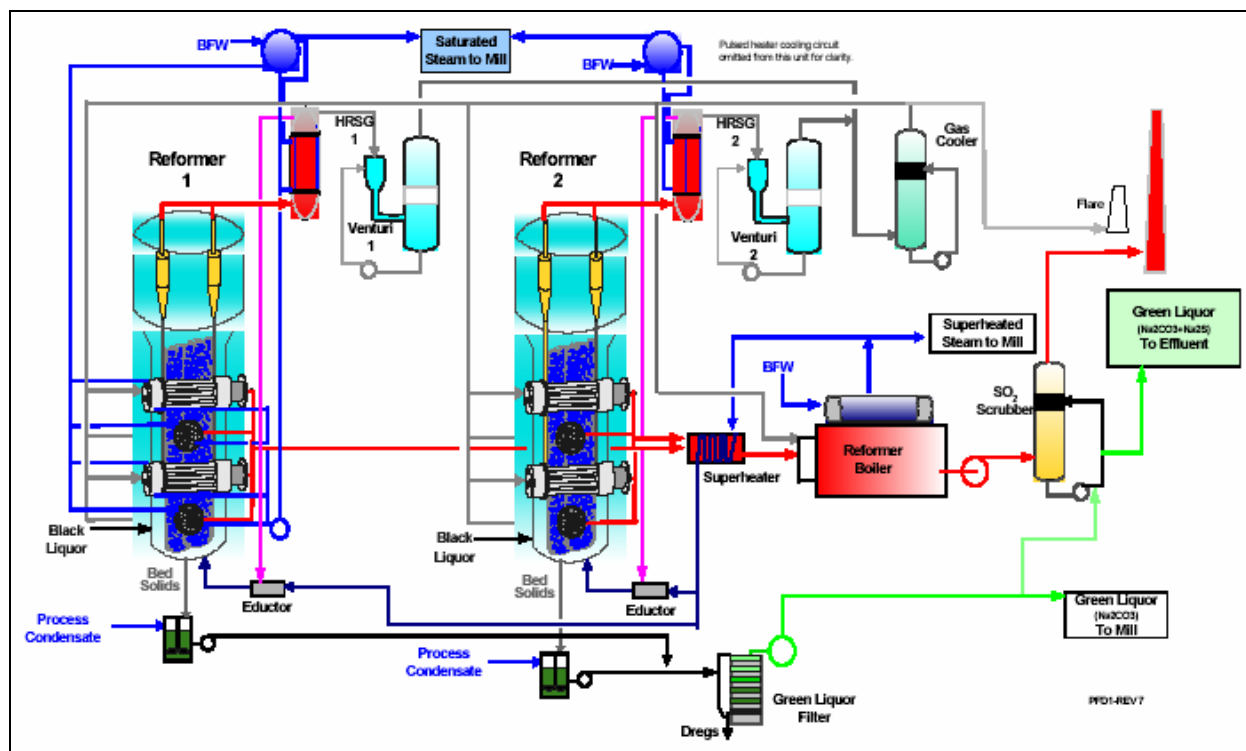 BFW
Saturated
Steam to Mill
BFW
Pulsed heater cooling circuit
omitted from this unit for clarity.
HRSG
1
HRSG
2
Gas
Cooler
Reformer
1
Reformer
2
Venturi
1
Venturi
2
Flare
Superheated
Steam to Mill
Green Liquor
(Na2CO3+Na2S)
To Effluent
BFW
SO2
Scrubber
Reformer
Boiler
Superheater
Black
Liquor
Black
Liquor
Bed
Solids
Bed
Solids
Eductor
Eductor
Process
Condensate
Process
Condensate
Green Liquor
(Na2CO3)
To Mill
Green Liquor
Filter
Dregs
PFD1-REV7